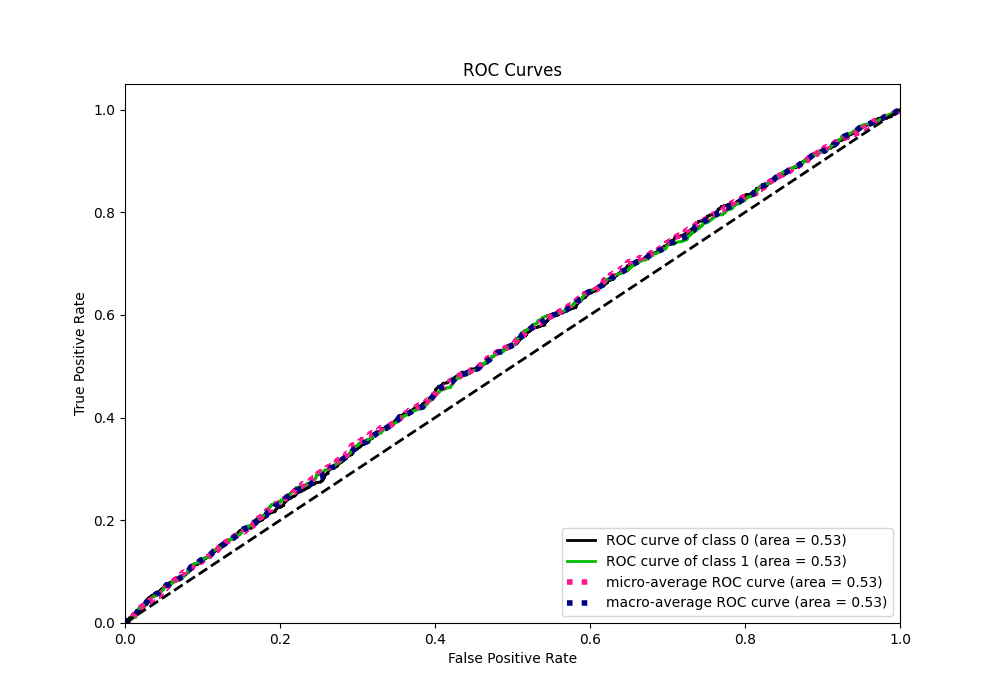 ROC Curves
True Positive Rate
1.0
0.8
0.6
0.4
0.2
0.0
0.0 0.2 0.4 0.6 0.8 1.0
False Positive Rate
ROC curve of class 0 (area = 0.53)
ROC curve of class 1 (area = 0.53)
micro-average ROC curve (area = 0.53)
macro-average ROC curve (area = 0.53)